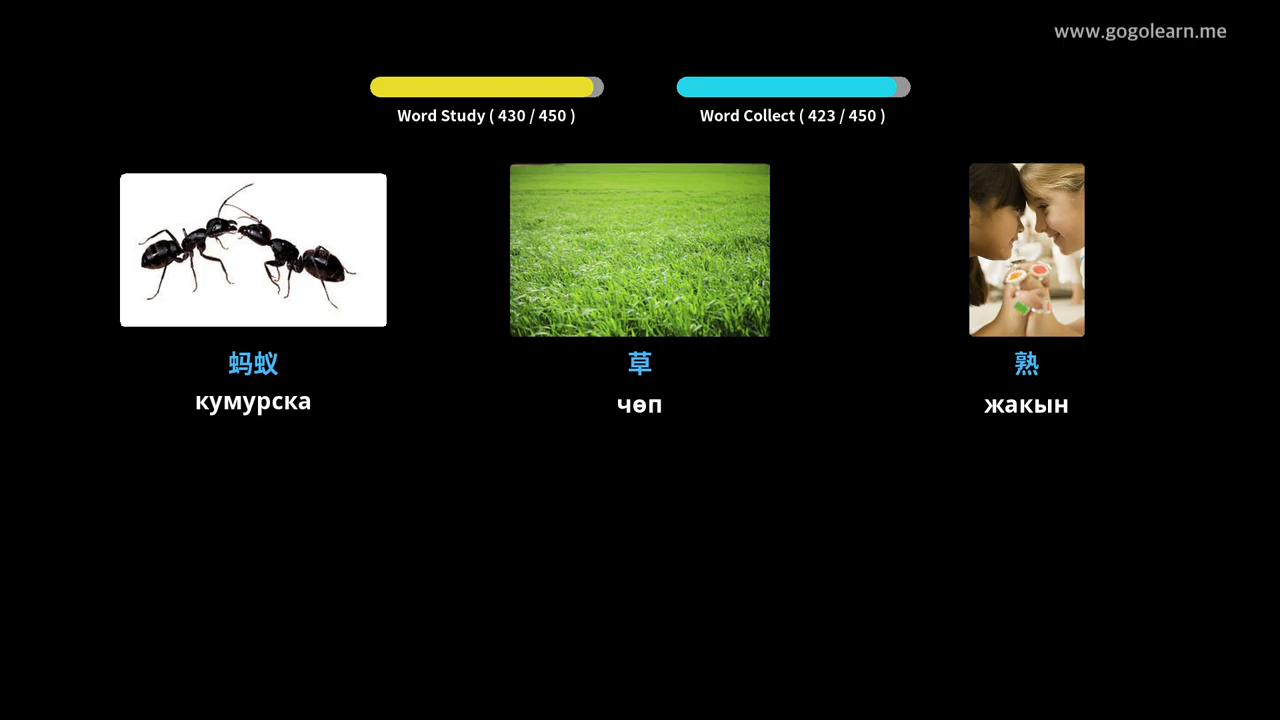 www.gogolearn.me
Word Study ( 430 / 450 )
Word Collect ( 423 / 450 )
蚂蚁
кумурска
草
чөп
熟
жакын